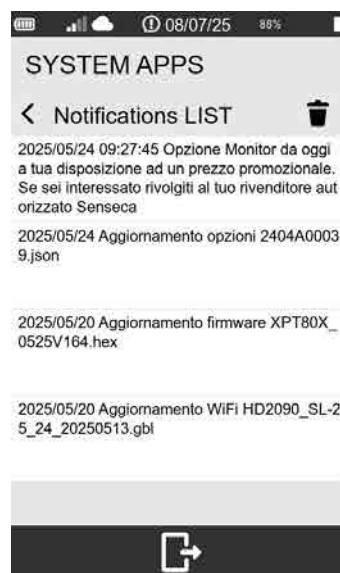 08/07/25 88%
SYSTEM APPS
Notifications LIST
2025/05/24 09:27:45 Opzione Monitor da oggi
a tua disposizione ad un prezzo promozionale.
Se sei interessato rivolgiti al tuo rivenditore aut
orizzato Senseca
2025/05/24 Aggiornamento opzioni 2404A0003
9.json
2025/05/20 Aggiornamento firmware XPT80X_
0525V164.hex
2025/05/20 Aggiornamento WiFi HD2090_SL-2
5_24_20250513.gbl